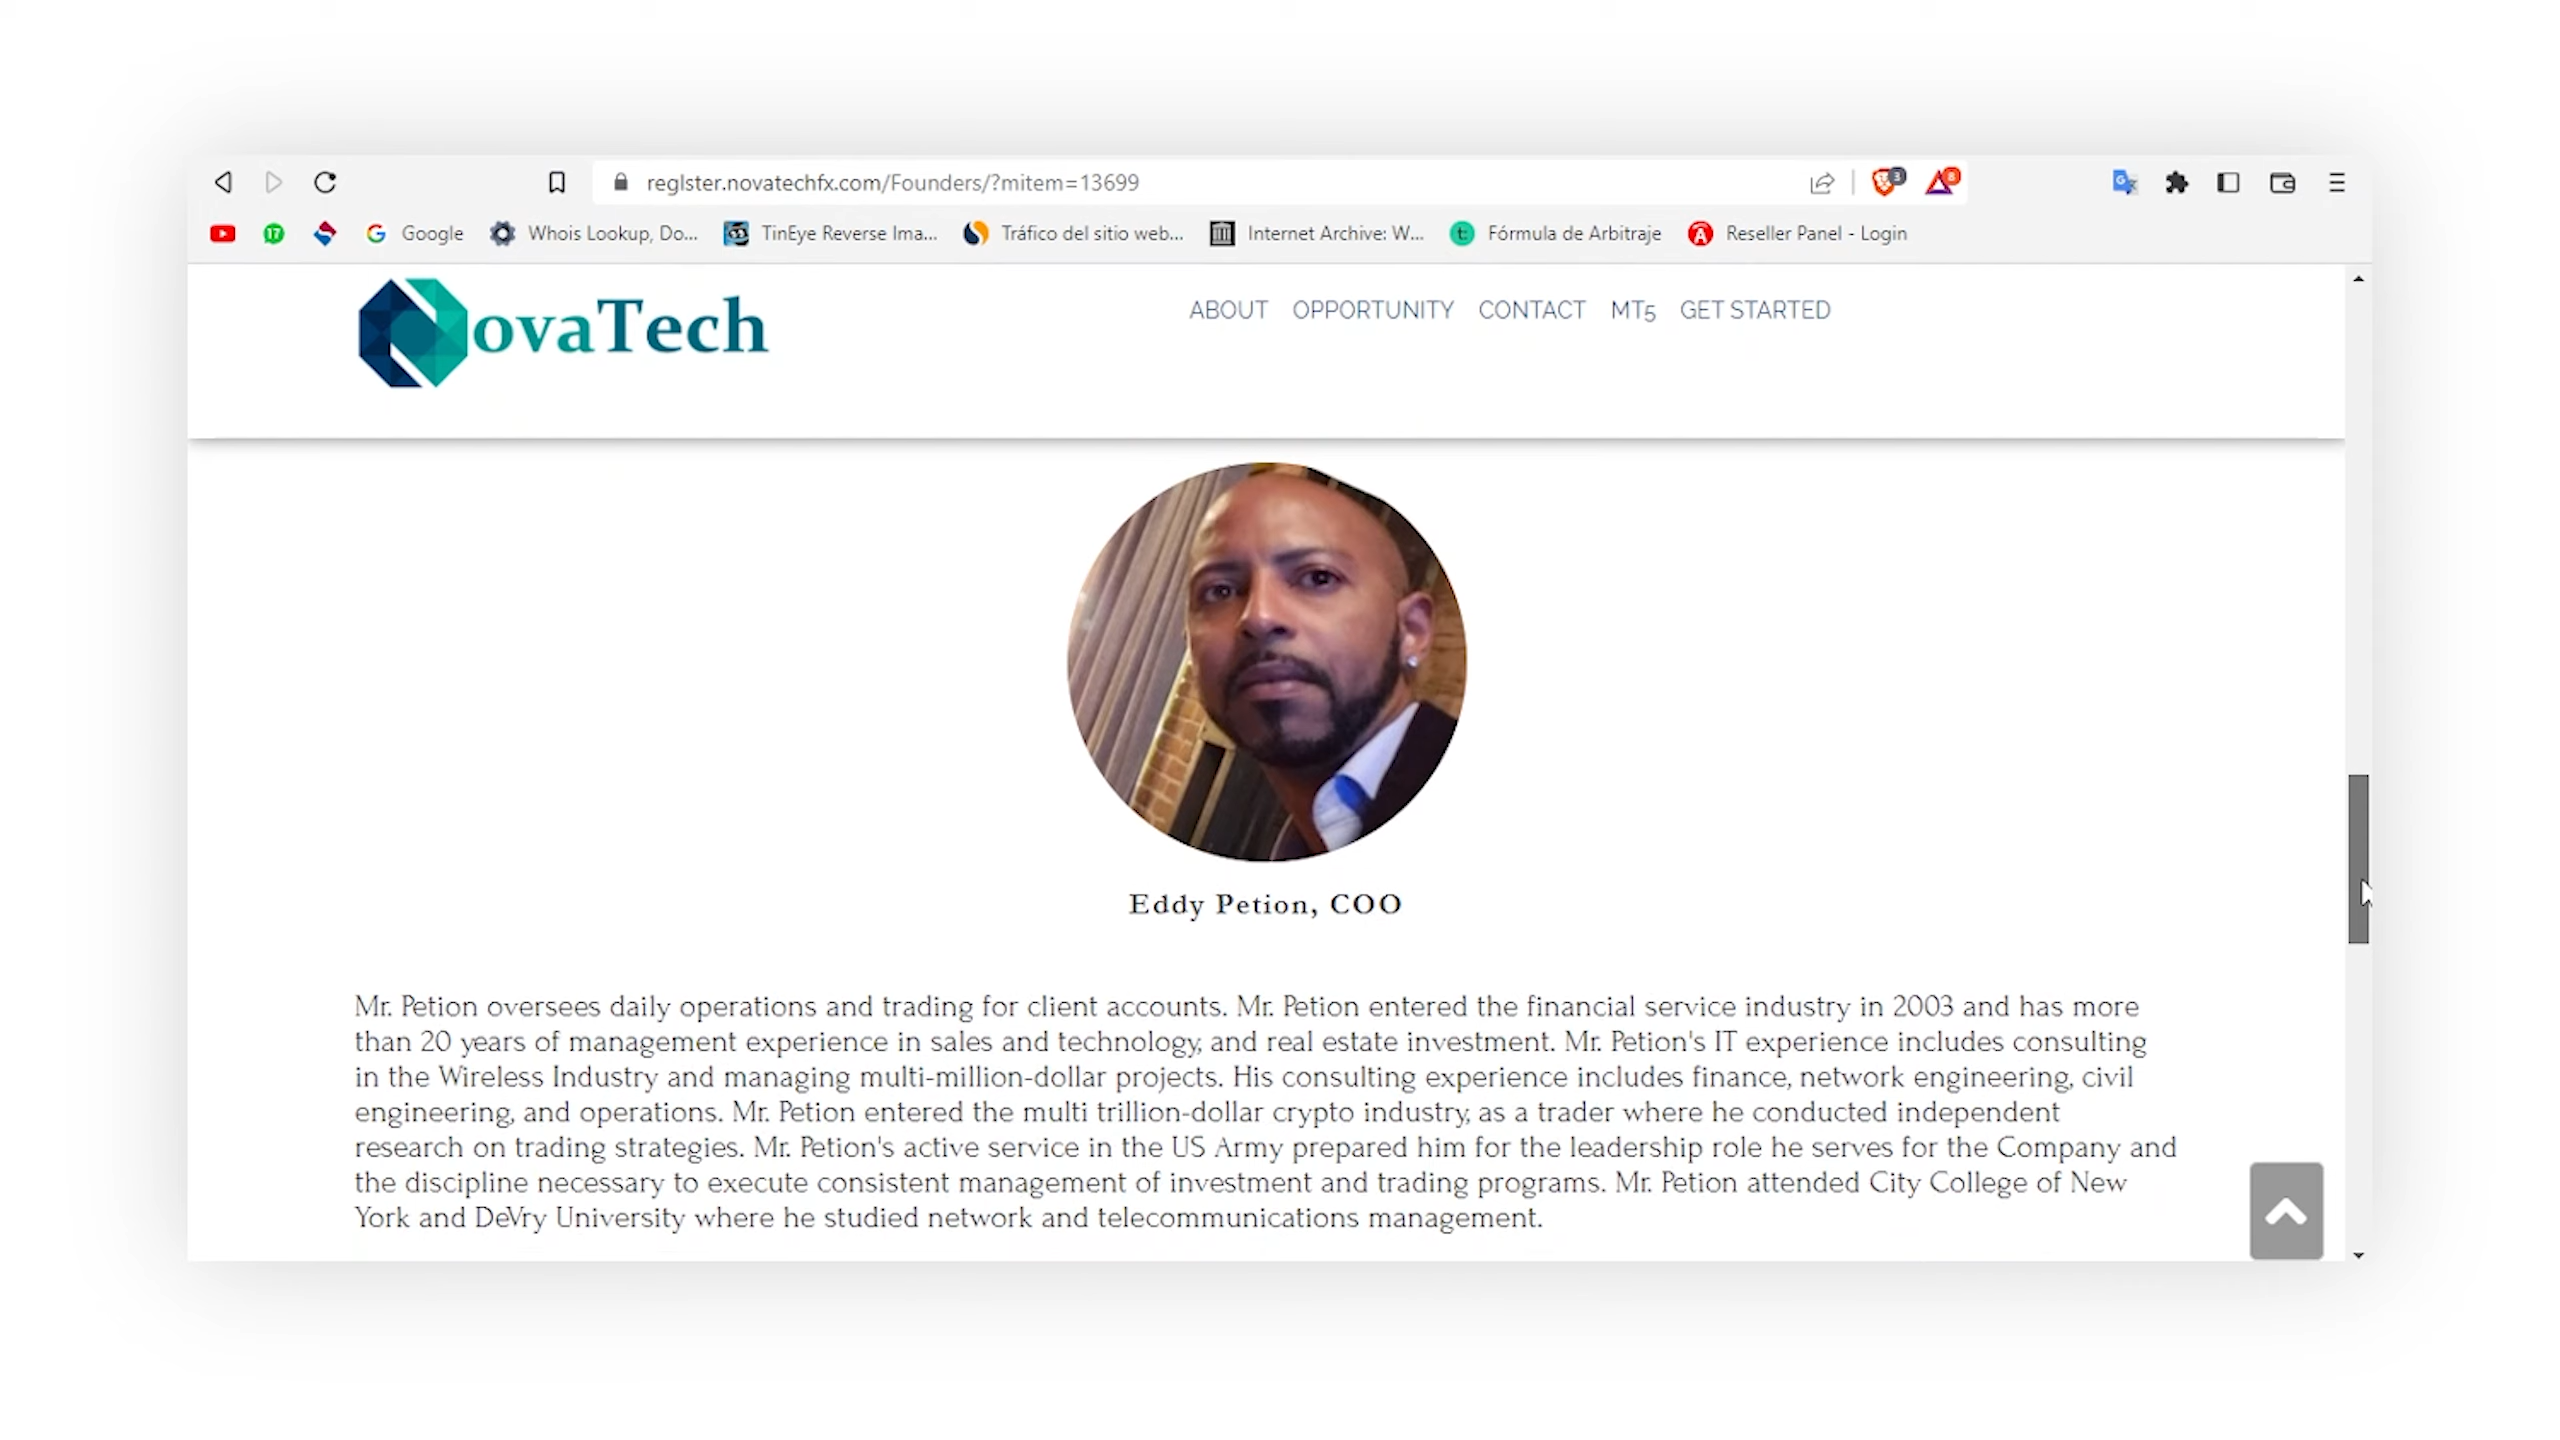 reglster.novatechfx.com/Founders/?mitem=13699
3
8
17
Google
Whois Lookup, Do...
TinEye Reverse Ima...
Tráfico del sitio web...
Internet Archive: W...
Fórmula de Arbitraje
Reseller Panel - Login
NovaTech
ABOUT OPPORTUNITY CONTACT MT5 GET STARTED
Eddy Petion, COO
Mr. Petion oversees daily operations and trading for client accounts. Mr. Petion entered the financial service industry in 2003 and has more
than 20 years of management experience in sales and technology, and real estate investment. Mr. Petion's IT experience includes consulting
in the Wireless Industry and managing multi-million-dollar projects. His consulting experience includes finance, network engineering, civil
engineering, and operations. Mr. Petion entered the multi trillion-dollar crypto industry, as a trader where he conducted independent
research on trading strategies. Mr. Petion's active service in the US Army prepared him for the leadership role he serves for the Company and
the discipline necessary to execute consistent management of investment and trading programs. Mr. Petion attended City College of New
York and DeVry University where he studied network and telecommunications management.